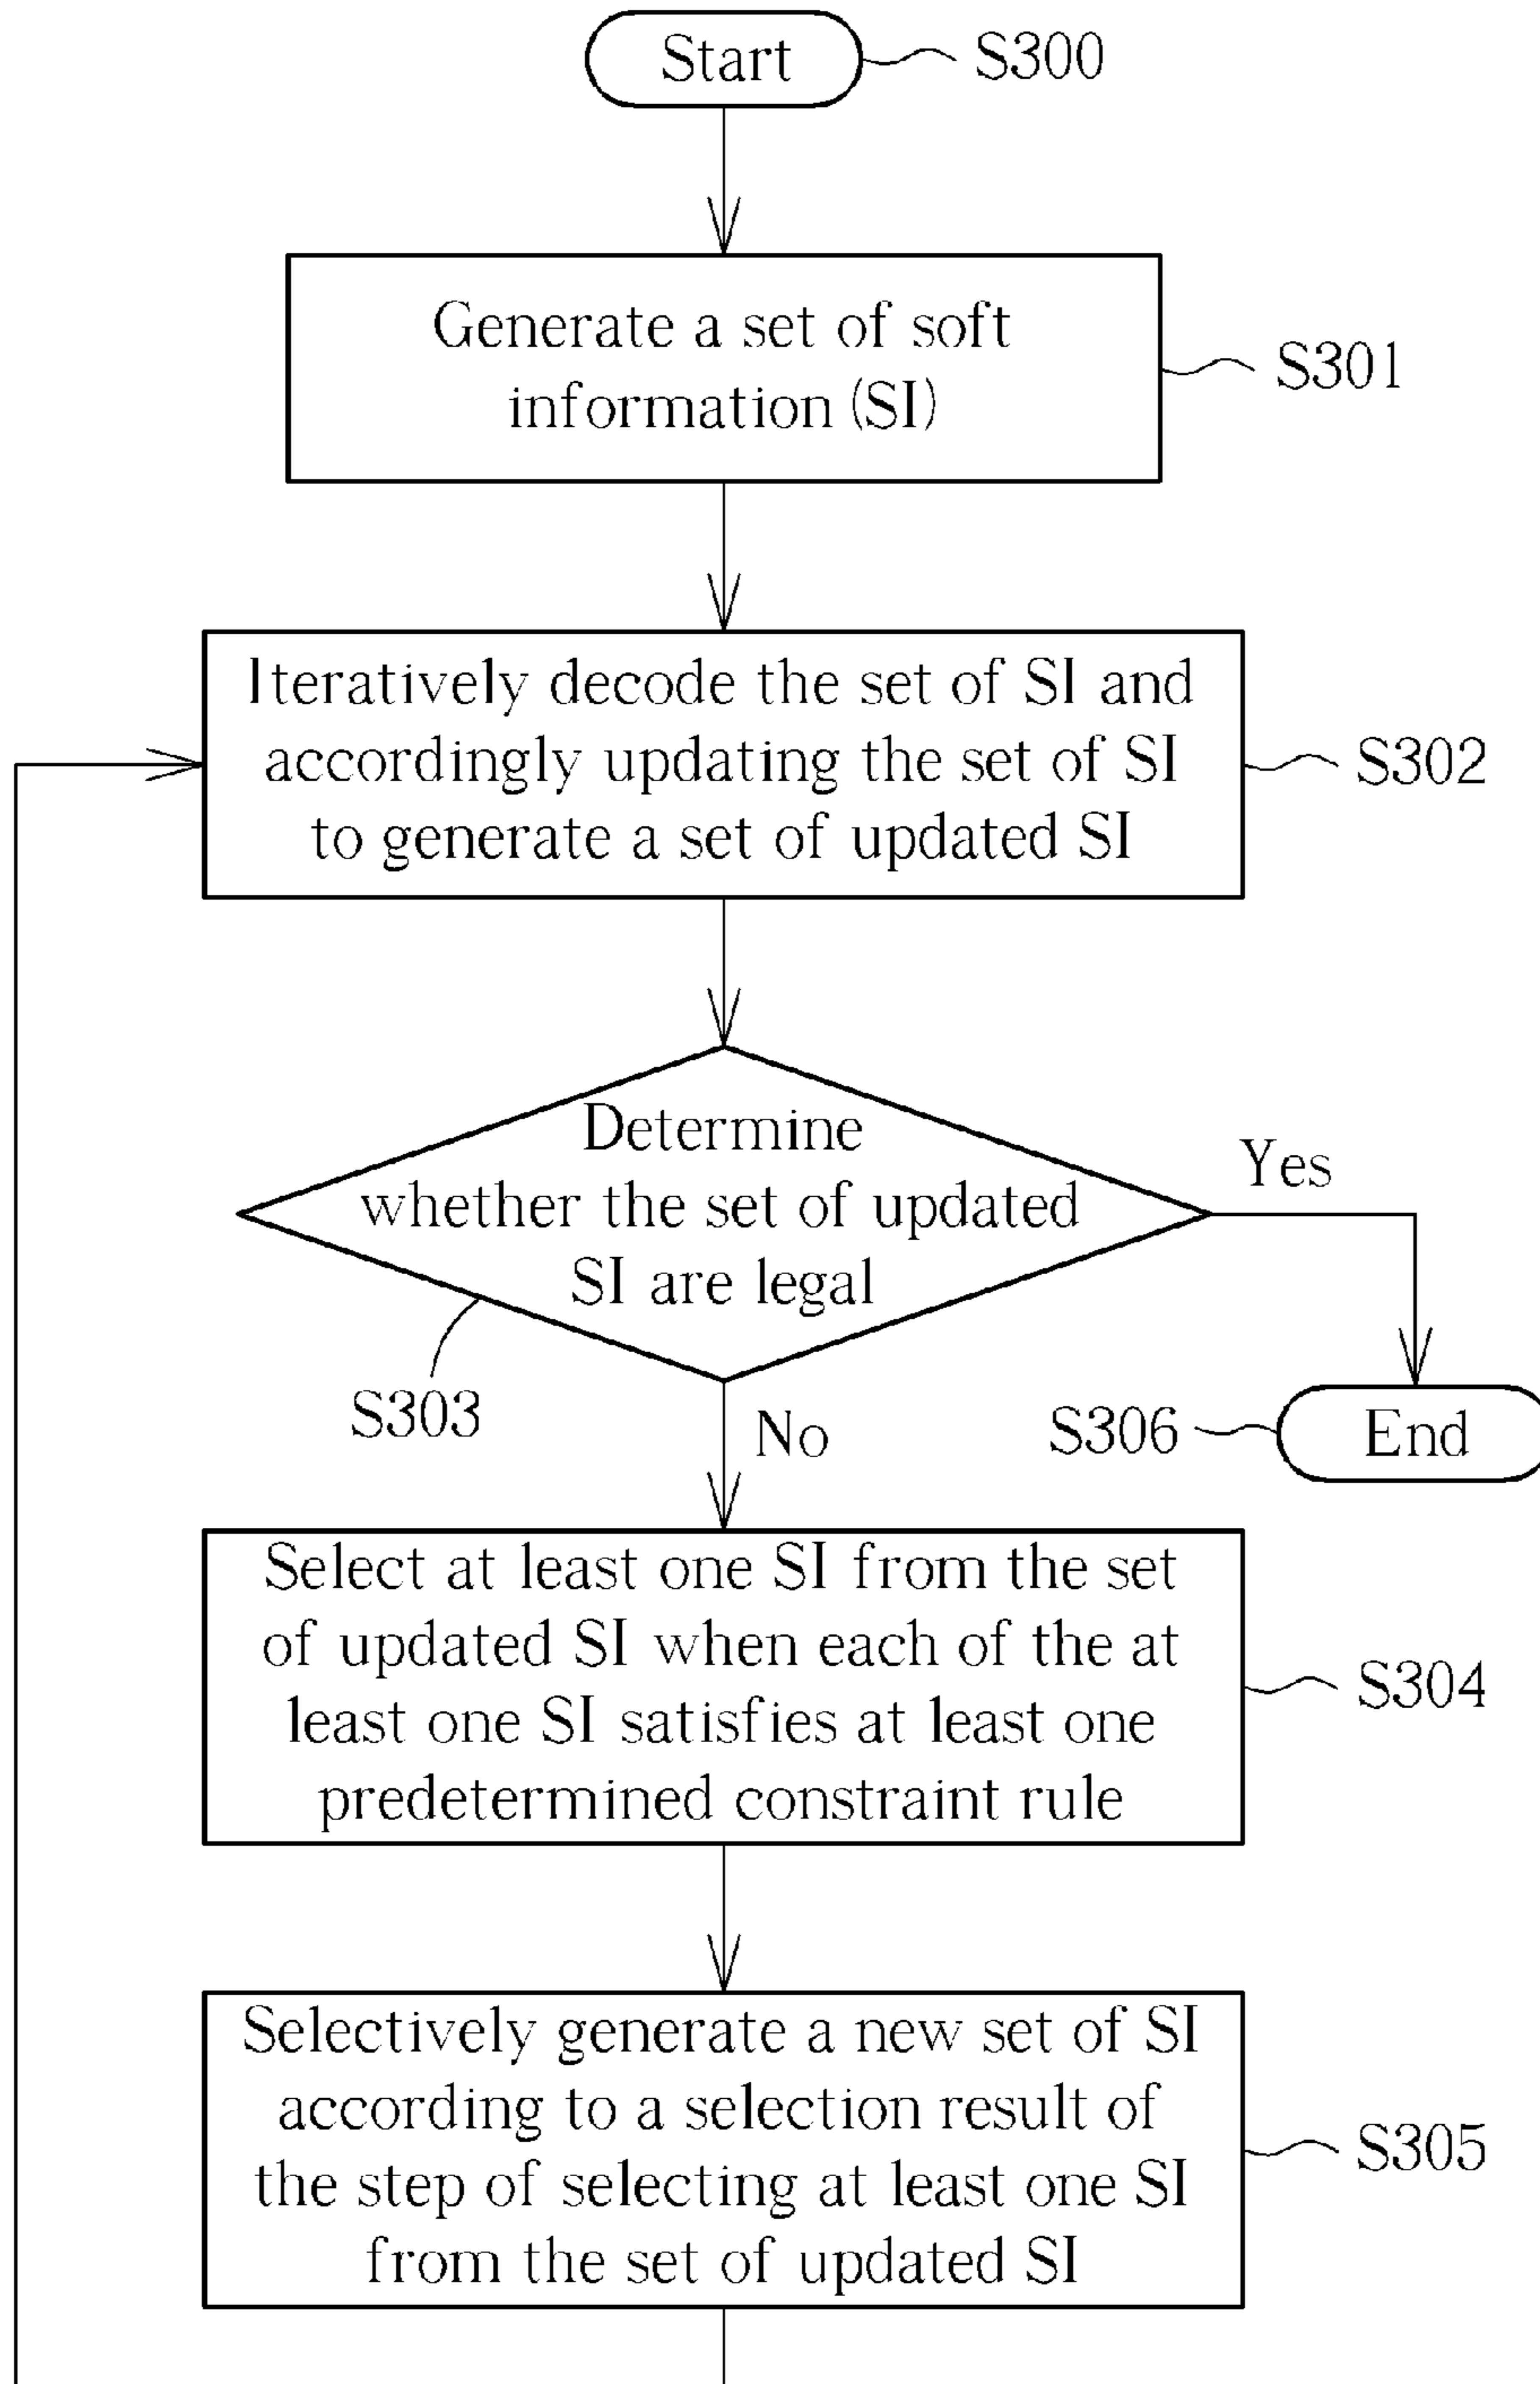 Start
S300
Generate a set of soft
information (SI)
S301
Iteratively decode the set of SI and
accordingly updating the set of SI
to generate a set of updated SI
S302
Determine
whether the set of updated
SI are legal
Yes
S303
No
S306
End
Select at least one SI from the set
of updated SI when each of the at
least one SI satisfies at least one
predetermined constraint rule
S304
Selectively generate a new set of SI
according to a selection result of
the step of selecting at least one SI
from the set of updated SI
S305